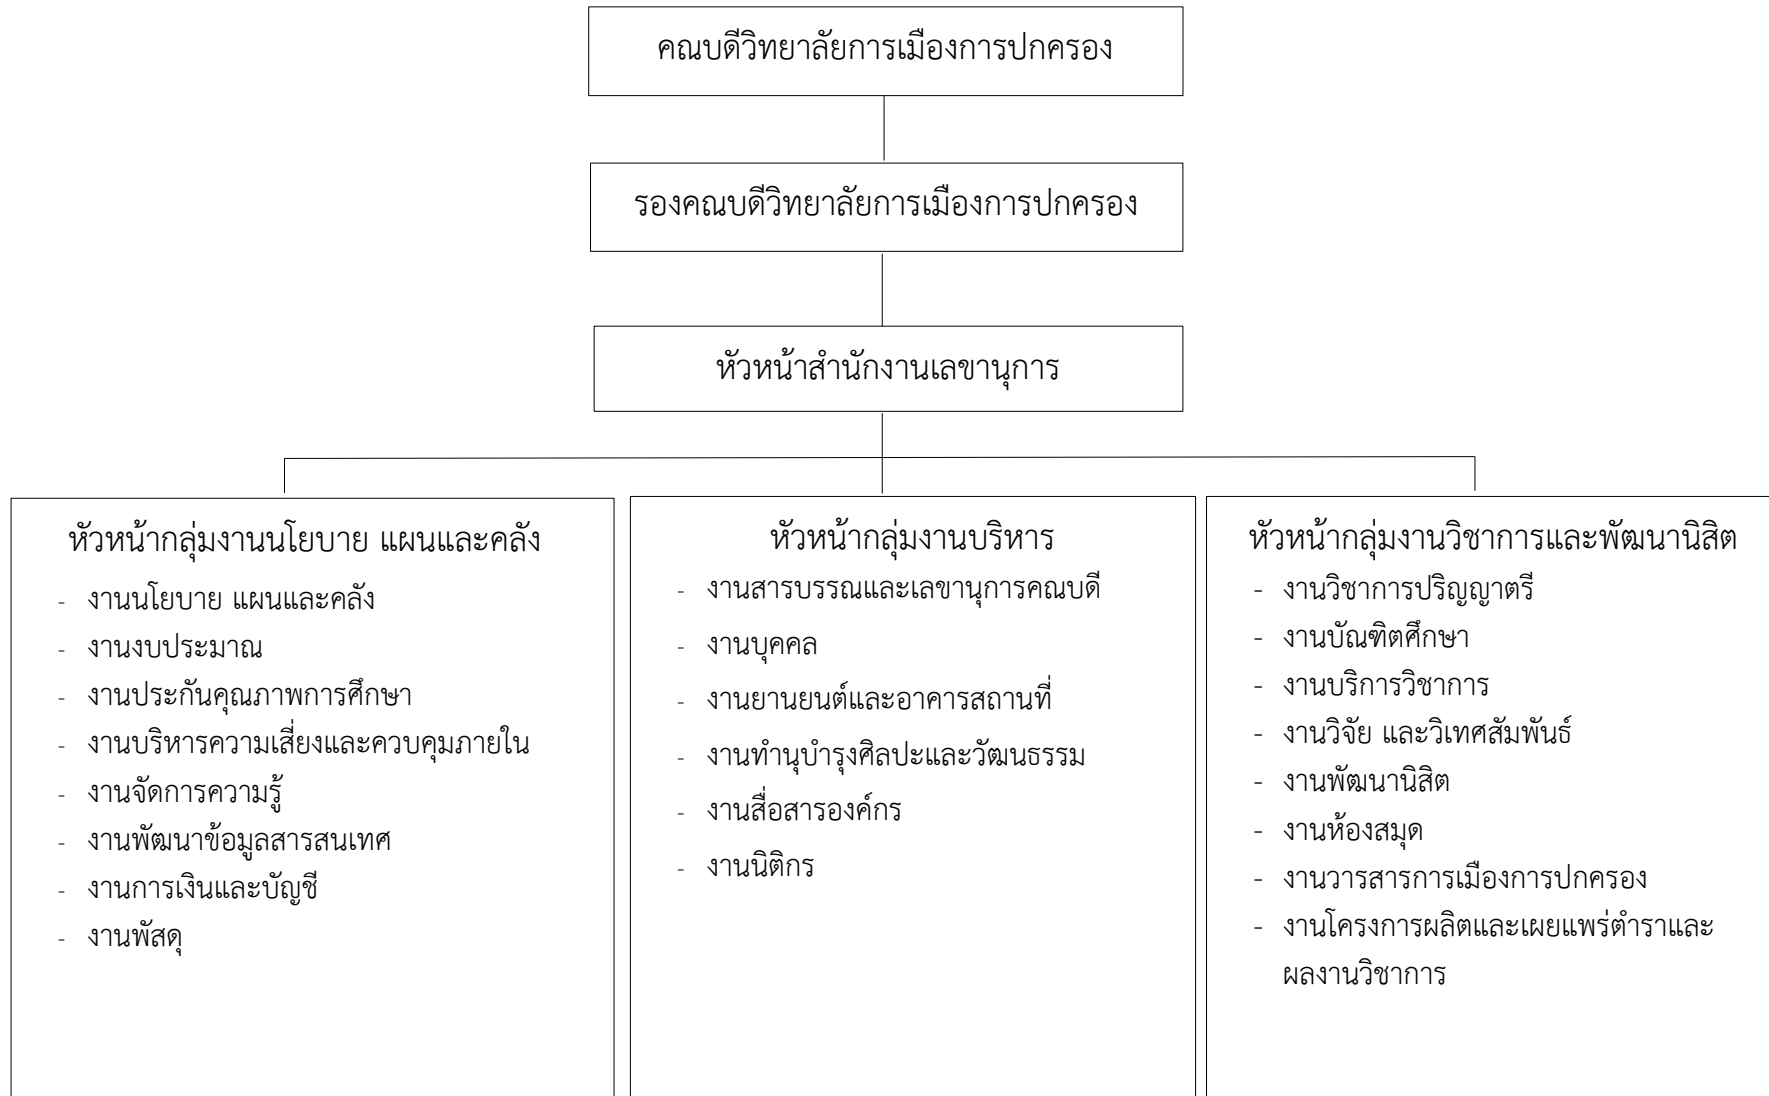 คณบดีวิทยาลัยการเมืองการปกครอง
รองคณบดีวิทยาลัยการเมืองการปกครอง
หัวหน้าสำนักงานเลขานุการ
หัวหน้ากลุ่มงานนโยบาย แผนและคลัง
- งานนโยบาย แผนและคลัง
- งานงบประมาณ
- งานประกันคุณภาพการศึกษา
- งานบริหารความเสี่ยงและควบคุมภายใน
- งานจัดการความรู้
- งานพัฒนาข้อมูลสารสนเทศ
- งานการเงินและบัญชี
- งานพัสดุ
หัวหน้ากลุ่มงานบริหาร
- งานสารบรรณและเลขานุการคณบดี
- งานบุคคล
- งานยานยนต์และอาคารสถานที่
- งานทำนุบำรุงศิลปะและวัฒนธรรม
- งานสื่อสารองค์กร
- งานนิติกร
หัวหน้ากลุ่มงานวิชาการและพัฒนานิสิต
- งานวิชาการปริญญาตรี
- งานบัณฑิตศึกษา
- งานบริการวิชาการ
- งานวิจัย และวิเทศสัมพันธ์
- งานพัฒนานิสิต
- งานห้องสมุด
- งานวารสารการเมืองการปกครอง
- งานโครงการผลิตและเผยแพร่ตำราและ
ผลงานวิชาการ